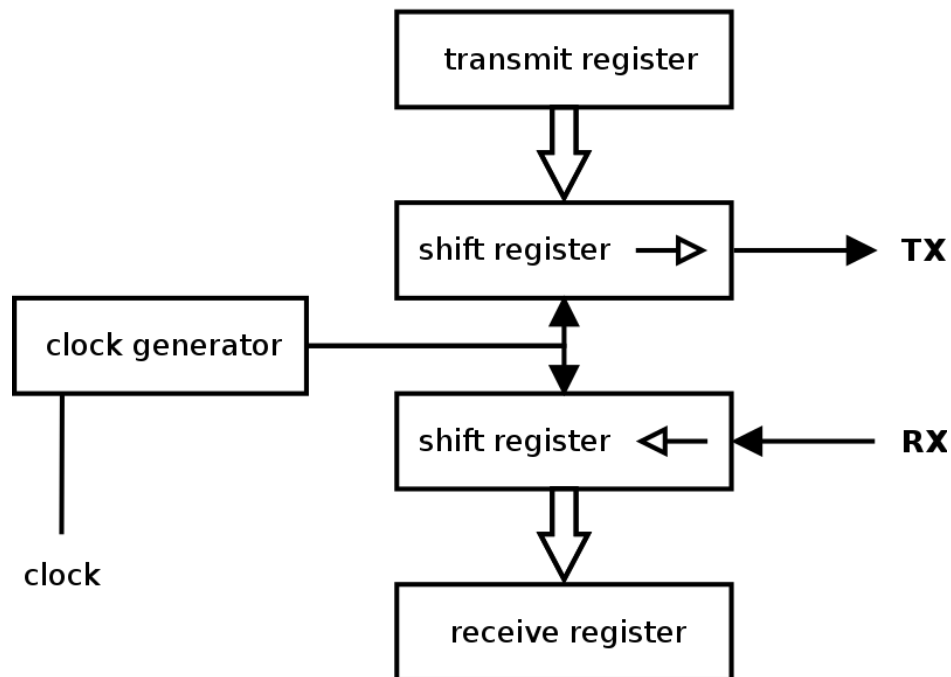 transmit register
shift register
TX
clock generator
shift register
RX
clock
receive register